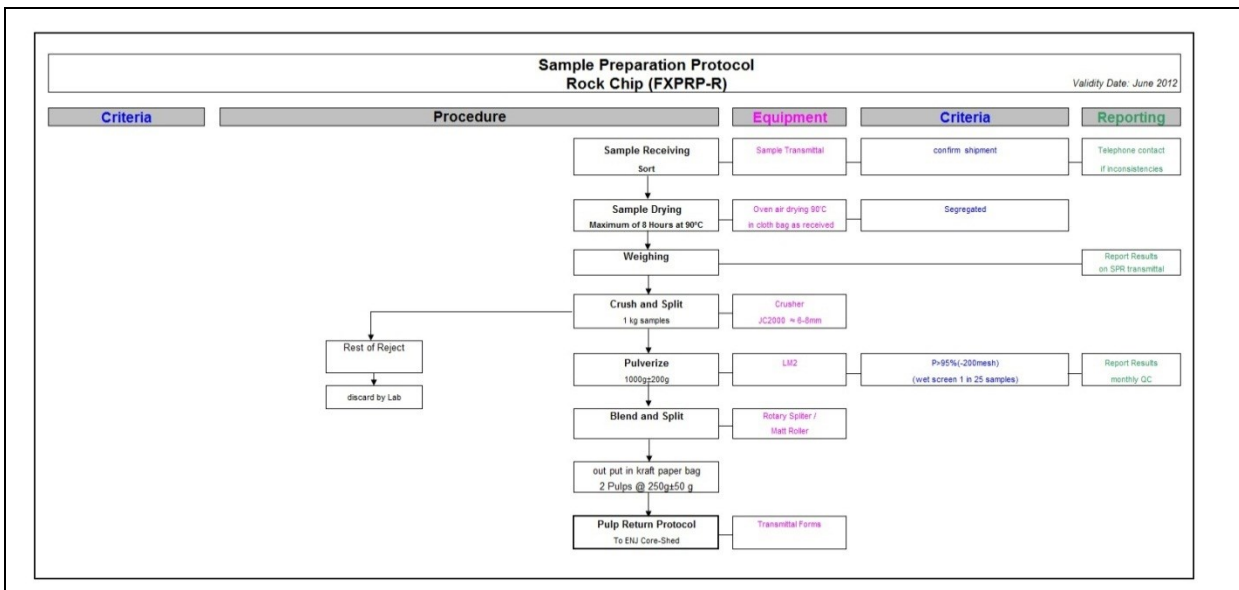 Sample Preparation Protocol
Rock Chip (FXPRP-R)
Validity Date: June 2012
Criteria Procedure Equipment Criteria Reporting
Sample Receiving
Sort
Sample Transmittal
confirm shipment
Telephone contact
if inconsistencies
Sample Drying
Maximum of 8 Hours at 90ºC
Oven air drying 90'C
in cloth bag as received
Segregated
Weighing
Report Results
on SPR transmittal
Crush and Split
1 kg samples
Crusher
JC2000 ≈ 6-8mm
Rest of Reject
discard by Lab
Pulverize
1000g±200g
LM2
P>95%(-200mesh)
(wet screen 1 in 25 samples)
Report Results
monthly QC
Blend and Split
Rotary Spliter /
Matt Roller
out put in kraft paper bag
2 Pulps @ 250g±50 g
Pulp Return Protocol
To ENJ Core-Shed
Transmittal Forms